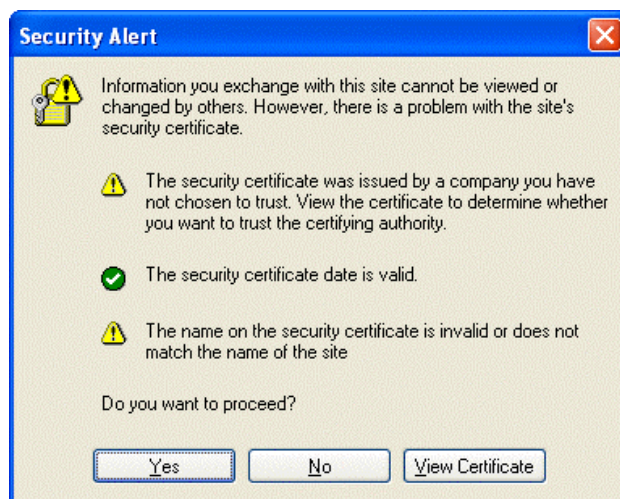 Security Alert
Information you exchange with this site cannot be viewed or
changed by others. However, there is a problem with the site's
security certificate.
The security certificate was issued by a company you have
not chosen to trust. View the certificate to determine whether
you want to trust the certifying authority.
The security certificate date is valid.
The name on the security certificate is invalid or does not
match the name of the site
Do you want to proceed?
Yes No View Certificate